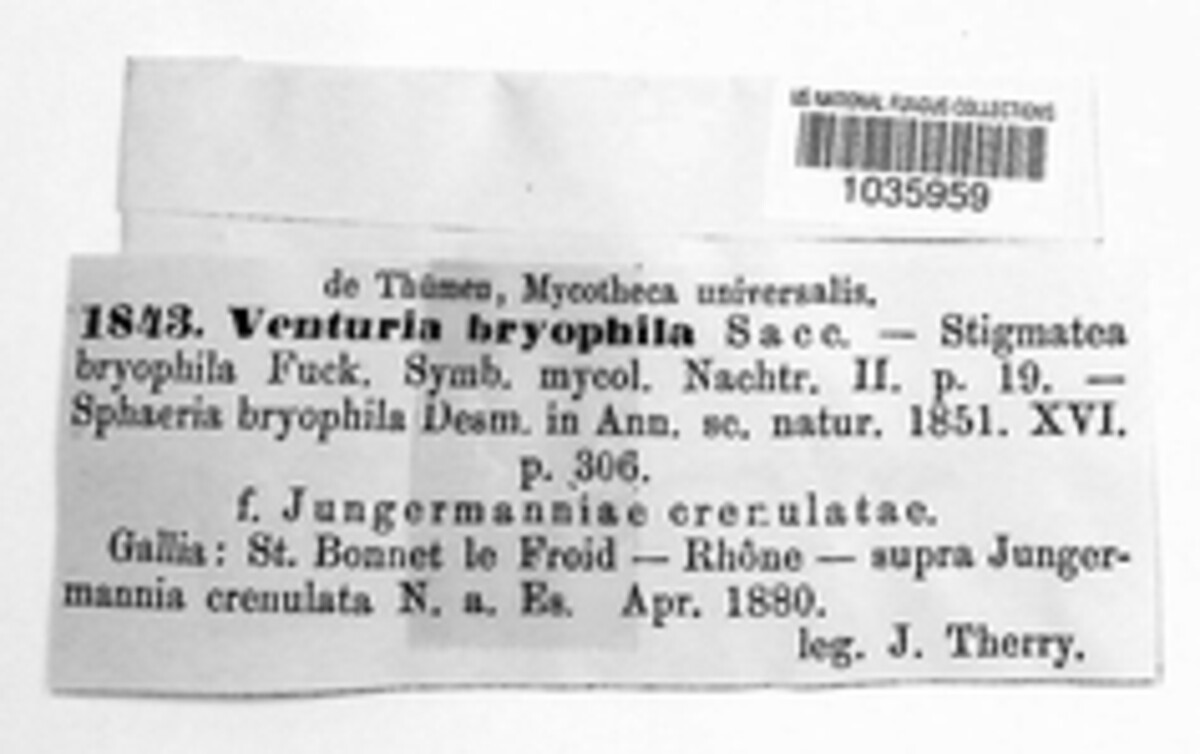 US NATIONAL FUNGUS COLLECTIONS
1035959
de Thümen, Mycotheca universalis.
1843. Venturia bryophila Sacc. — Stigmatea
bryophila Fuck. Symb. mycol. Nachtr. II. p. 19. —
Sphaeria bryophila Desm. in Ann. sc. natur. 1851. XVI.
p. 306.
f. Jungermanniae crenulatae.
Gallia: St. Bonnet le Froid — Rhône — supra Junger-
mannia crenulata N. a. Es. Apr. 1880.
leg. J. Therry.